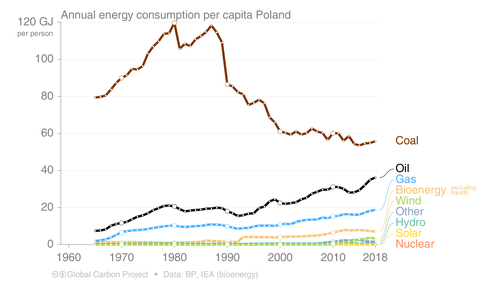 Annual energy consumption per capita Poland
120 GJ
per person
100
80
60
40
20
0
1960
1970
1980
1990
2000
2010
2018
Coal
Oil
Gas
Bioenergy excluding
liquids
Wind
Other
Hydro
Solar
Nuclear
Global Carbon Project • Data: BP, IEA (bioenergy)